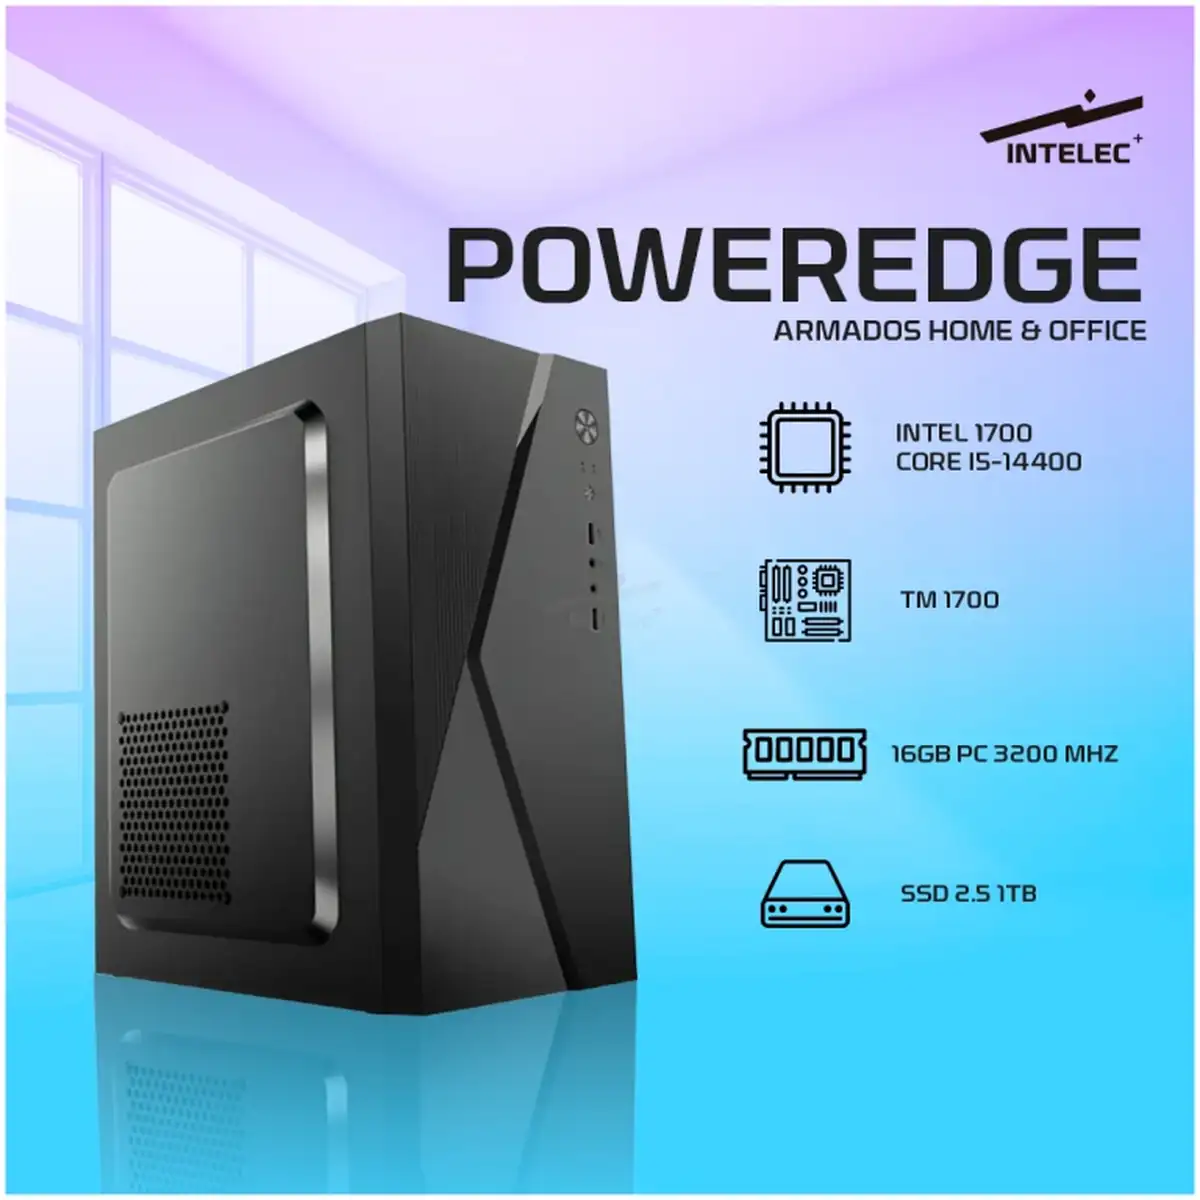 INTELEC+
POWEREDGE
ARMADOS HOME & OFFICE
INTEL 1700
CORE I5-14400
TM 1700
16GB PC 3200 MHZ
SSD 2.5 1TB